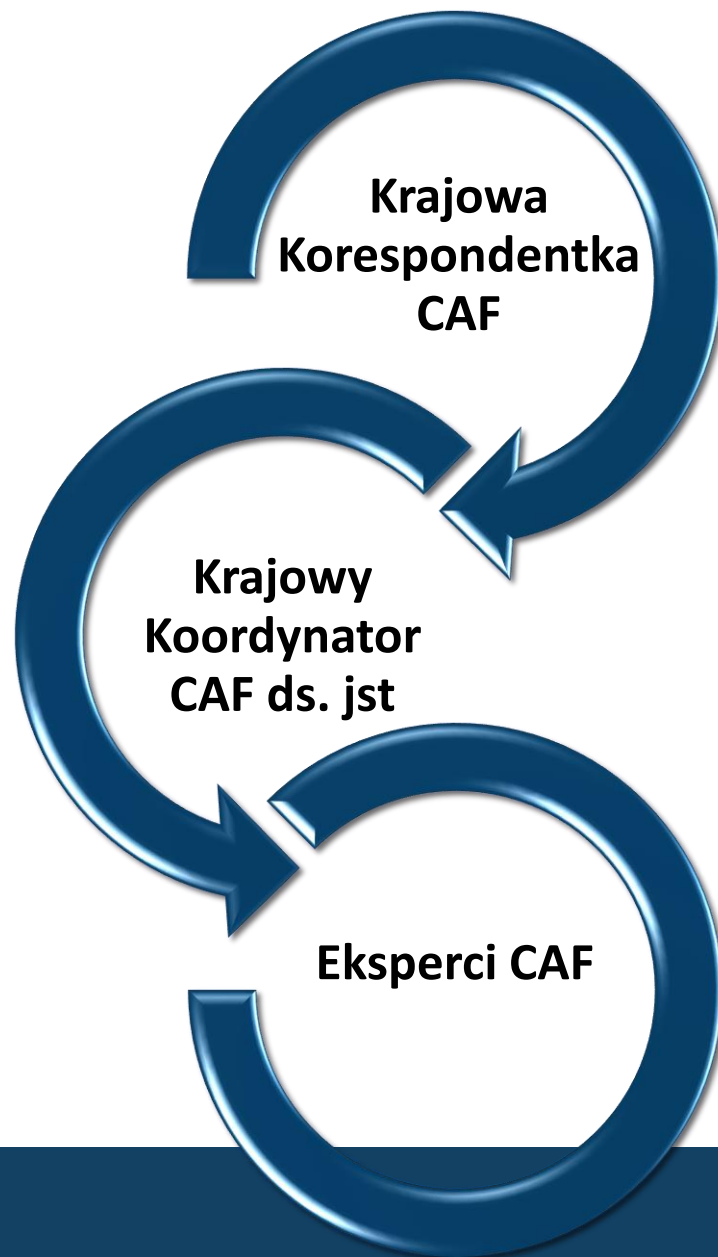 Krajowa
Korespondentka
CAF
Krajowy
Koordynator
CAF ds. jst
Eksperci CAF